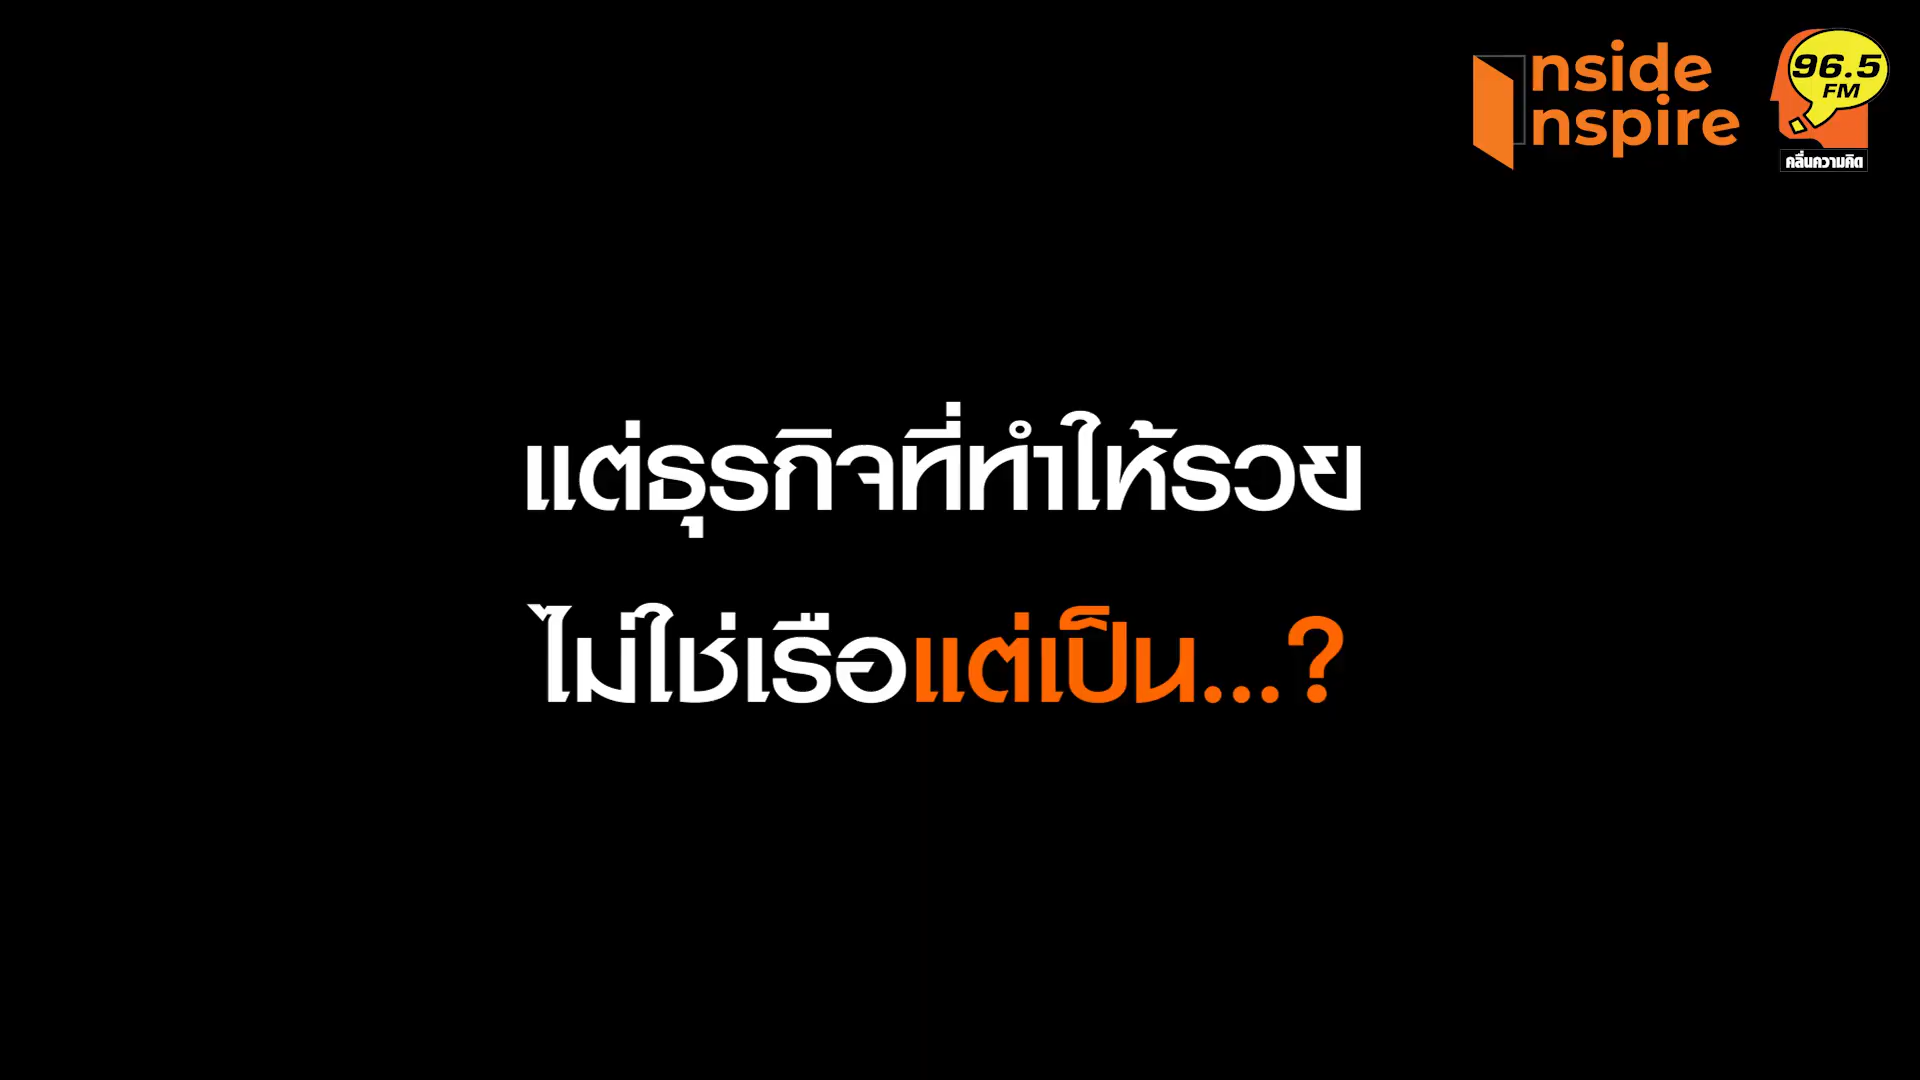 Inside
Inspire
96.5
FM
คลื่นความคิด
แต่ธุรกิจที่ทำให้รวย
ไม่ใช่เรือแต่เป็น...?